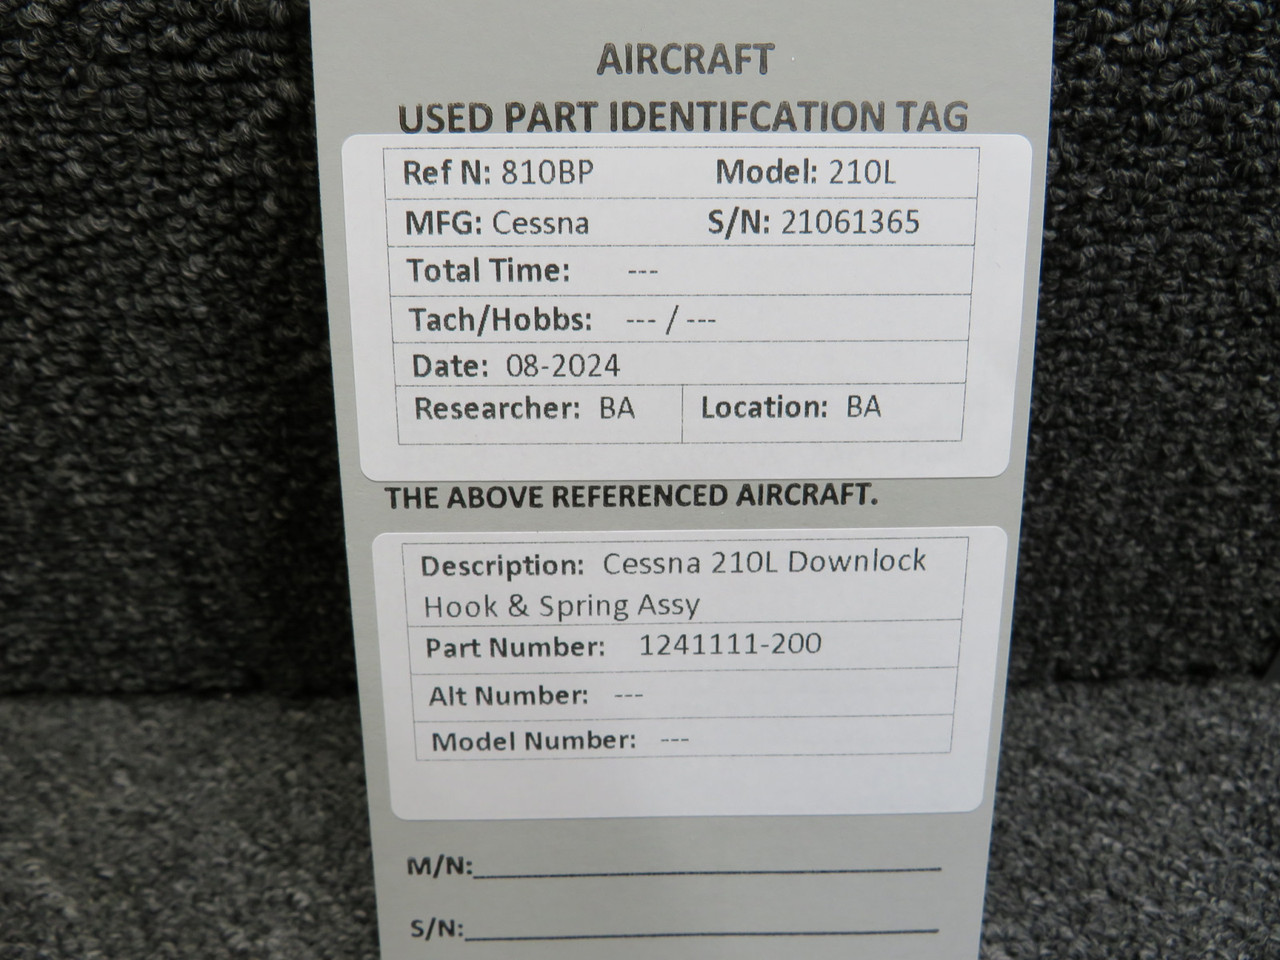 AIRCRAFT
USED PART IDENTIFCATION TAG
Ref N: 810BP Model: 210L
MFG: Cessna S/N: 21061365
Total Time: ---
Tach/Hobbs: --- / ---
Date: 08-2024
Researcher: BA Location: BA
THE ABOVE REFERENCED AIRCRAFT.
Description: Cessna 210L Downlock
Hook & Spring Assy
Part Number: 1241111-200
Alt Number: ---
Model Number: ---
M/N:
S/N: